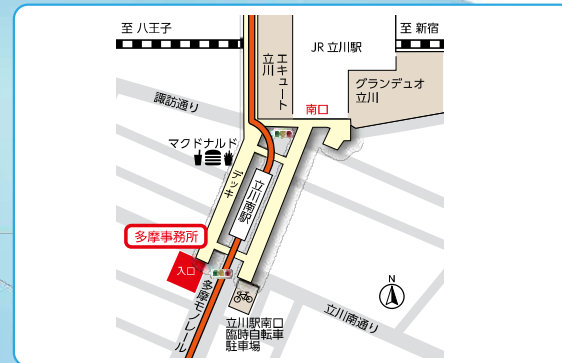 至 八王子
至 新宿
JR 立川駅
エキュート
立川
グランデュオ
立川
南口
諏訪通り
マクドナルド
デッキ
立川南駅
多摩事務所
入口
多摩モノレール
立川駅南口
臨時自転車
駐車場
立川南通り
N